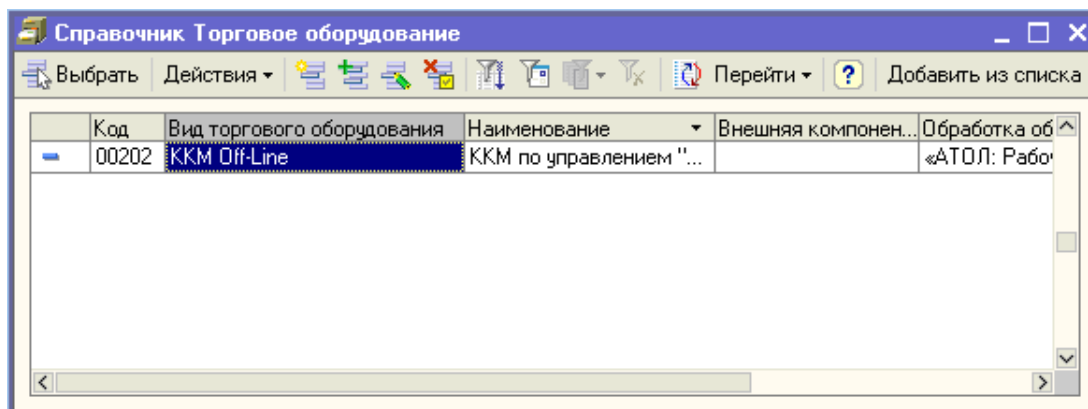 Справочник Торговое оборудование
Выбрать Действия Перейти ? Добавить из списка
Код Вид торгового оборудования Наименование Внешняя компонен... Обработка об
00202 ККМ Off-Line ККМ по управлением "... «АТОЛ: Рабоч